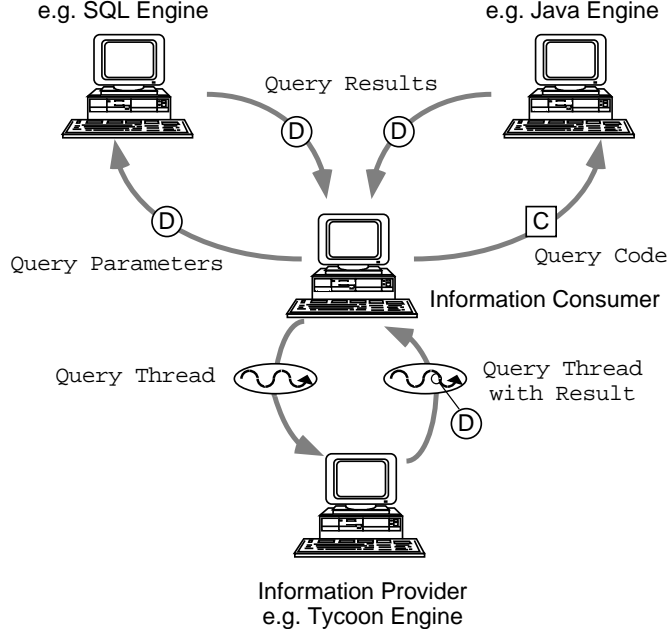 e.g. SQL Engine
e.g. Java Engine
Query Results
D
D
D
C
Query Parameters
Query Code
Information Consumer
Query Thread
Query Thread
with Result
D
Information Provider
e.g. Tycoon Engine